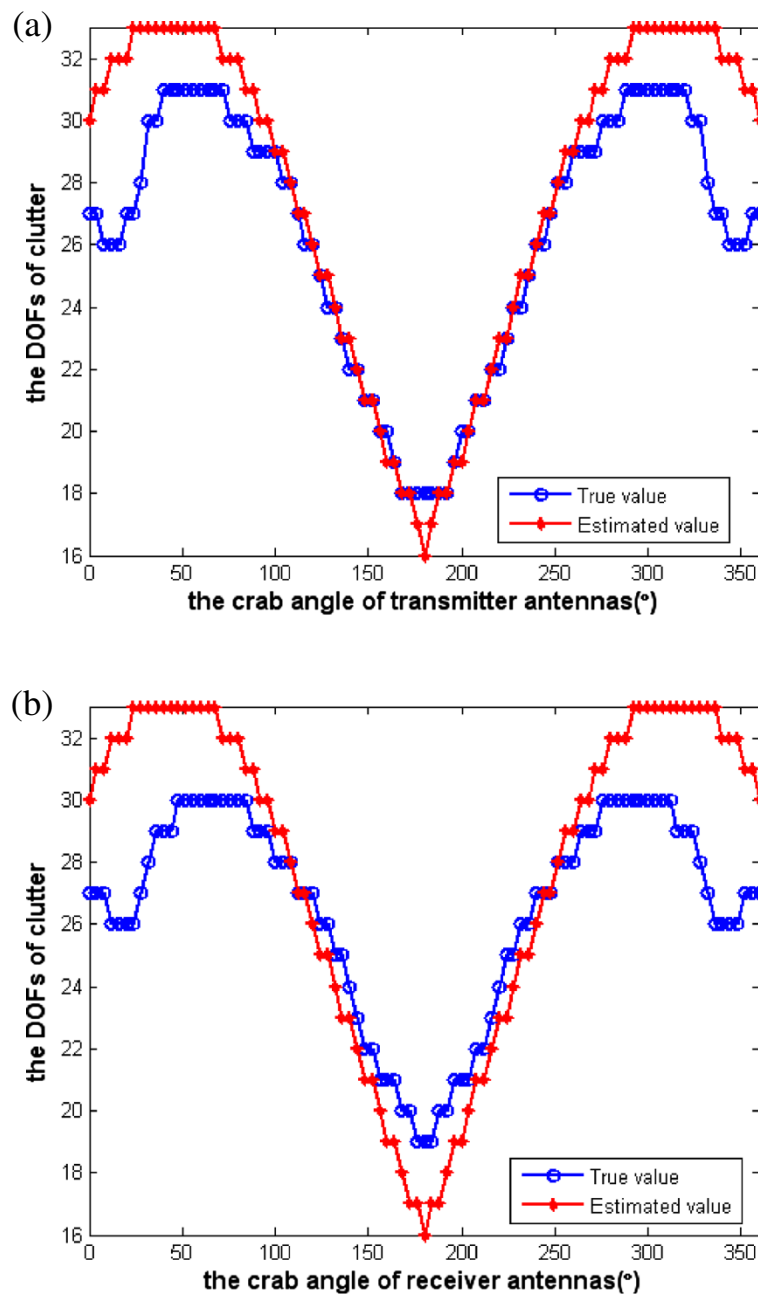 (a)
32
30
28
26
24
22
20
18
16
the DOFs of clutter
True value
Estimated value
0 50 100 150 200 250 300 350
the crab angle of transmitter antennas(°)
(b)
32
30
28
26
24
22
20
18
16
the DOFs of clutter
True value
Estimated value
0 50 100 150 200 250 300 350
the crab angle of receiver antennas(°)